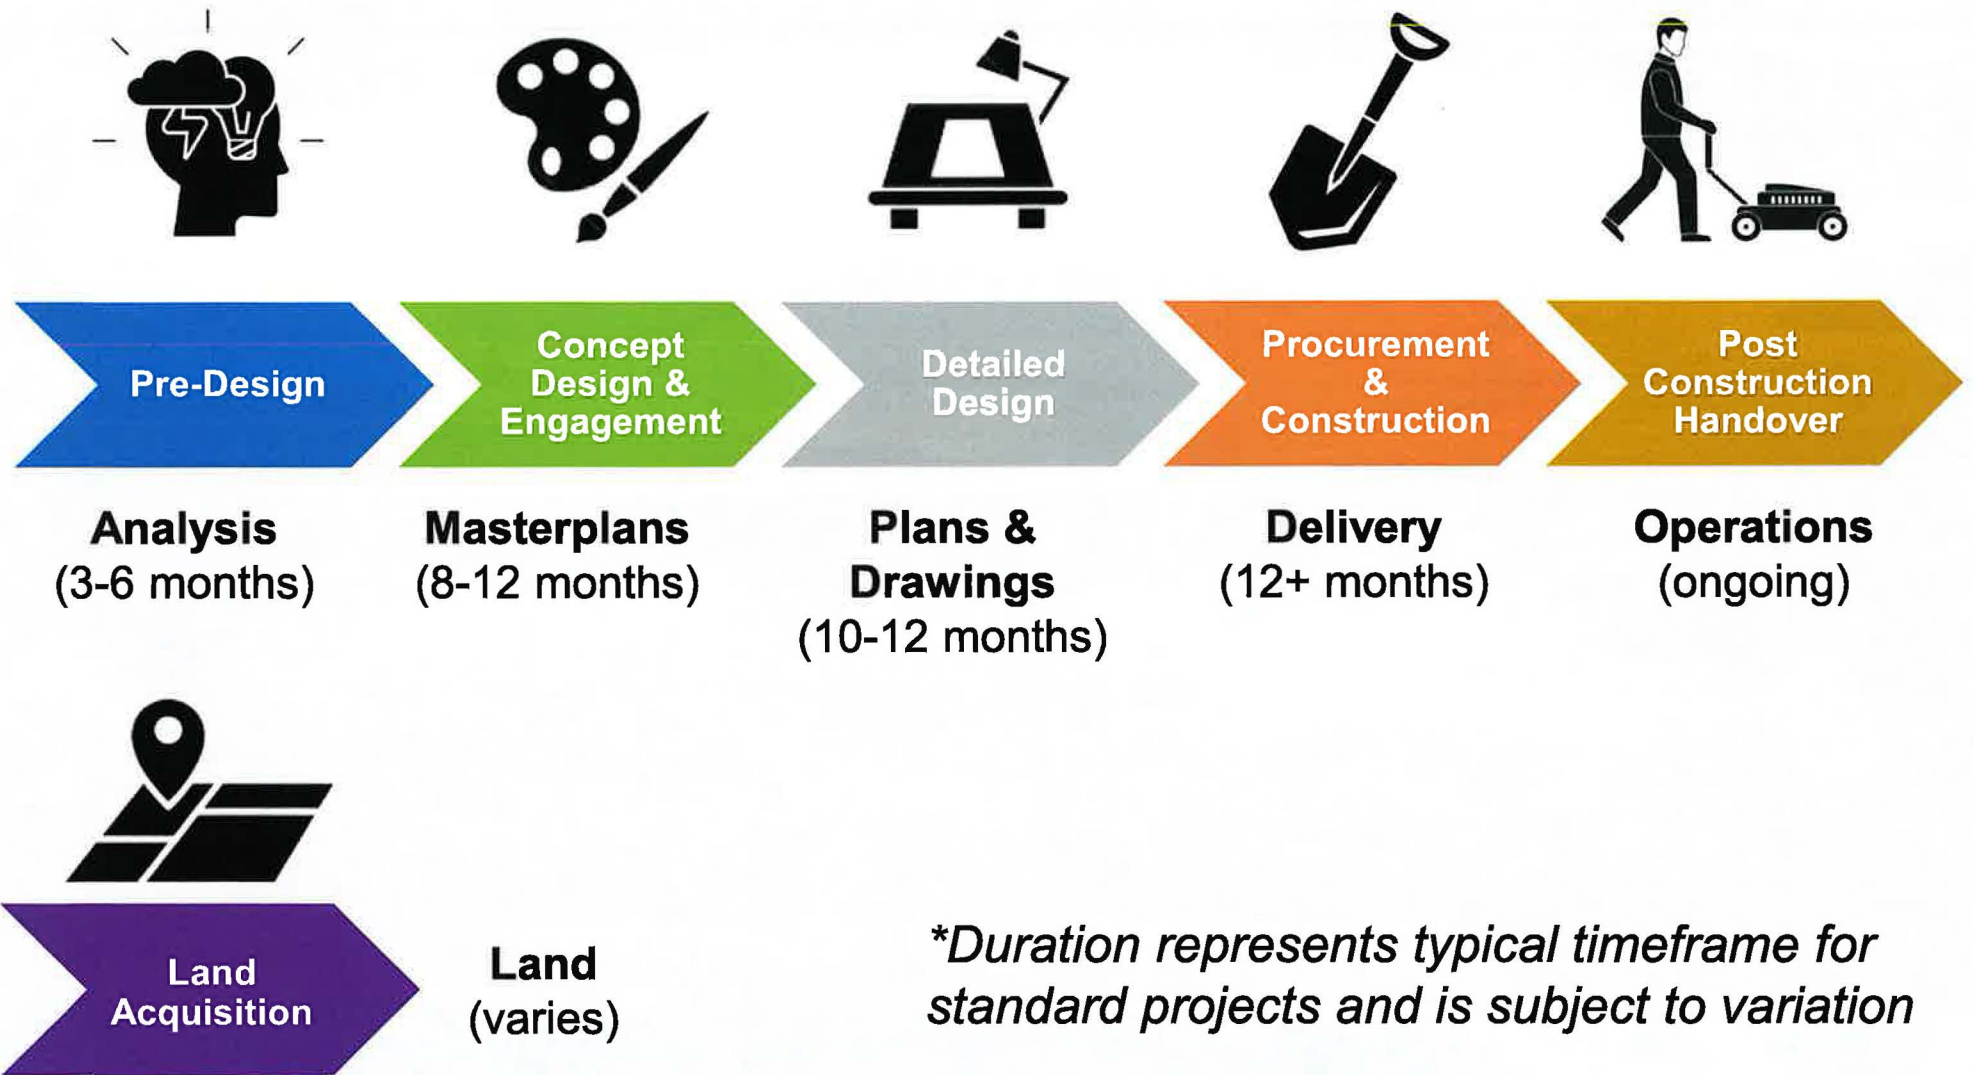 Pre-Design
Concept
Design &
Engagement
Detailed
Design
Procurement
&
Construction
Post
Construction
Handover
Analysis
(3-6 months)
Masterplans
(8-12 months)
Plans &
Drawings
(10-12 months)
Delivery
(12+ months)
Operations
(ongoing)
Land
Acquisition
Land
(varies)
*Duration represents typical timeframe for
standard projects and is subject to variation